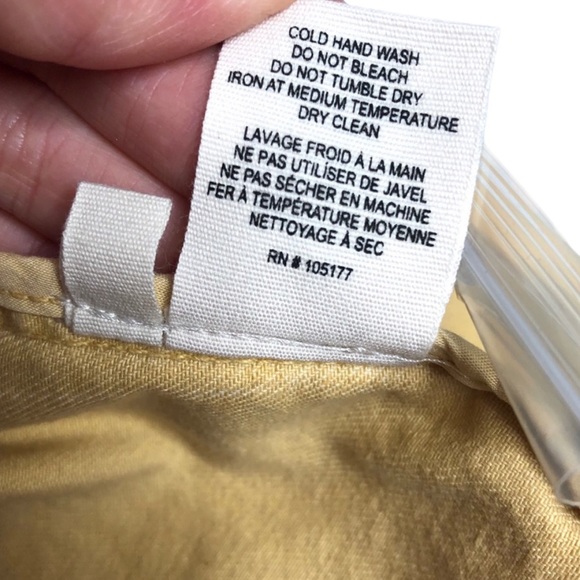 COLD HAND WASH
DO NOT BLEACH
DO NOT TUMBLE DRY
IRON AT MEDIUM TEMPERATURE
DRY CLEAN
LAVAGE FROID À LA MAIN
NE PAS UTILISER DE JAVEL
NE PAS SÉCHER EN MACHINE
FER À TEMPÉRATURE MOYENNE
NETTOYAGE À SEC
RN # 105177